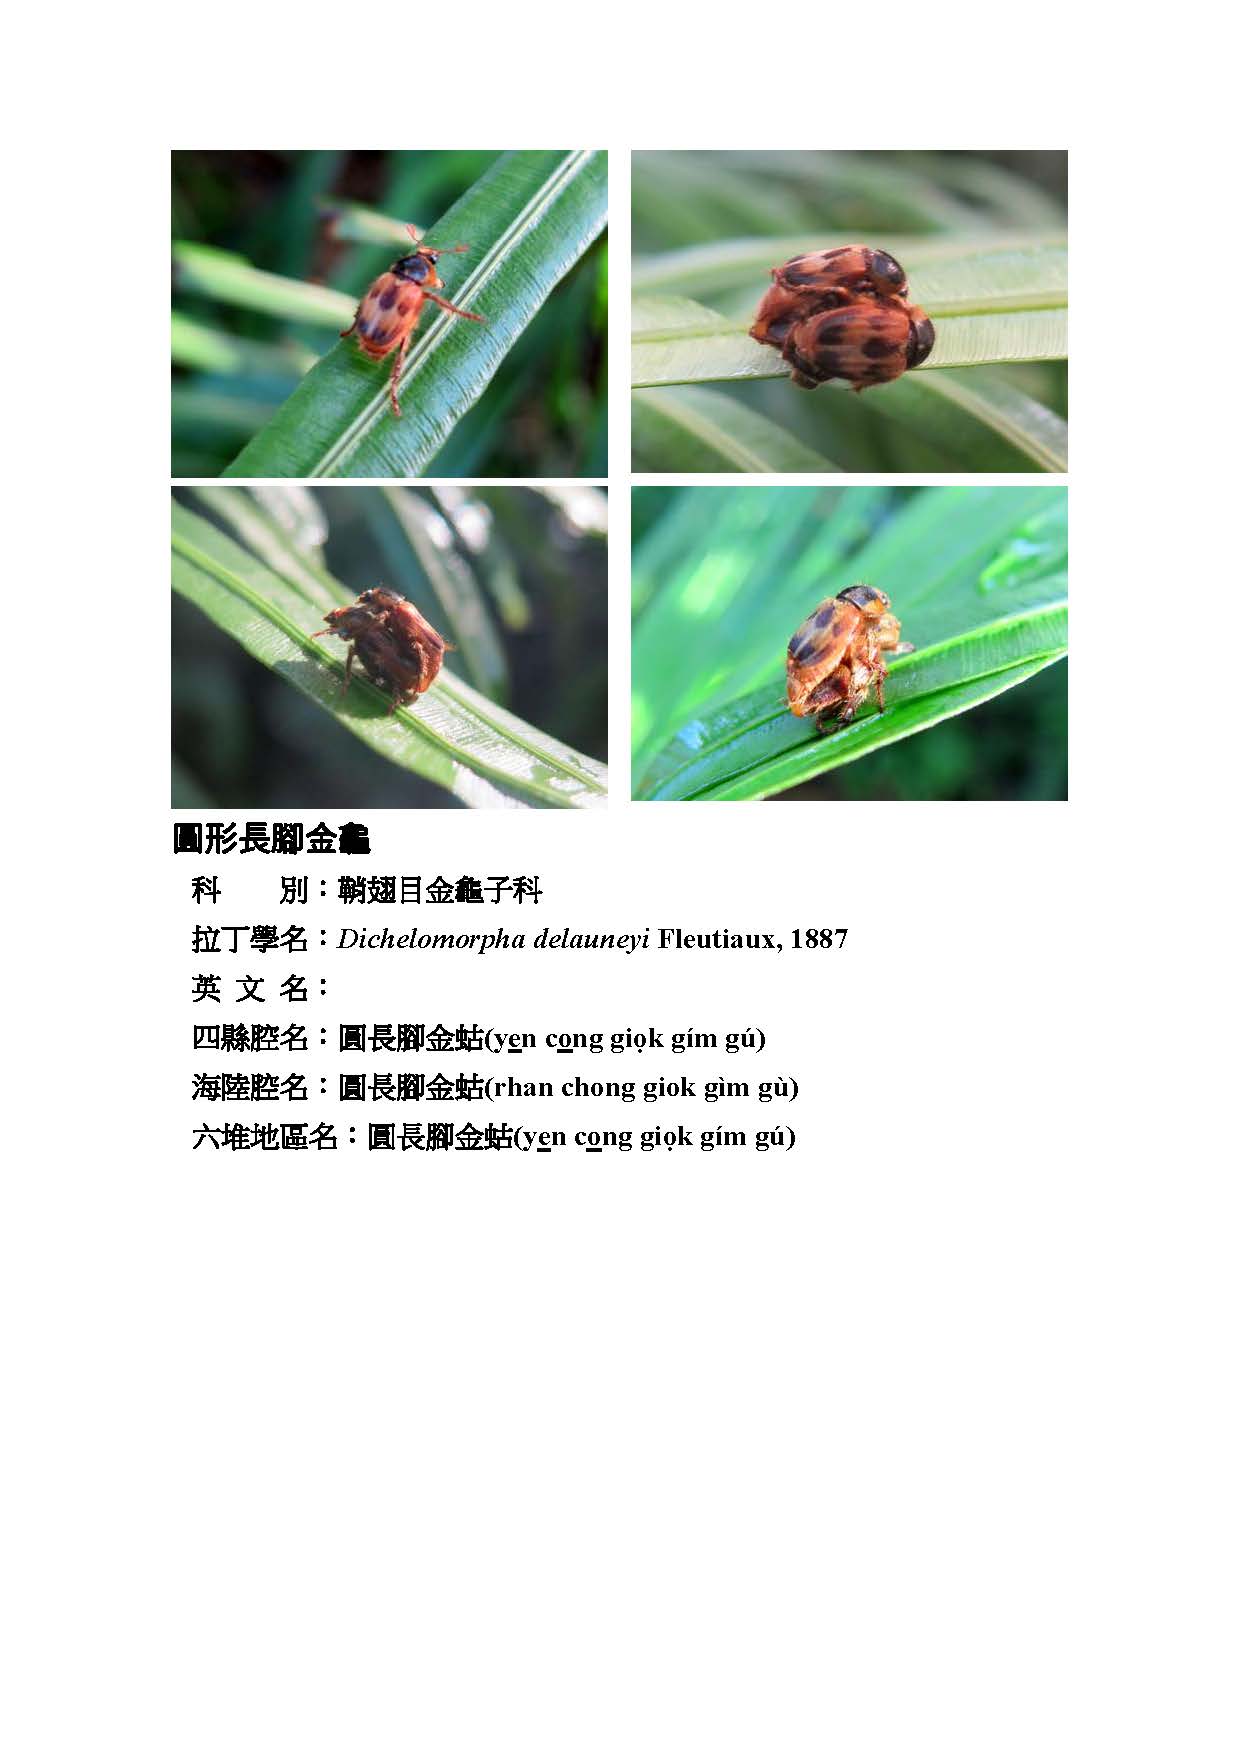 圓形長腳金龜
科　　別：鞘翅目金龜子科
拉丁學名：Dichelomorpha delauneyi Fleutiaux, 1887
英 文 名：
四縣腔名：圓長腳金蛄(yen cong giọk gím gú)
海陸腔名：圓長腳金蛄(rhan chong giok gìm gù)
六堆地區名：圓長腳金蛄(yen cong giọk gím gú)